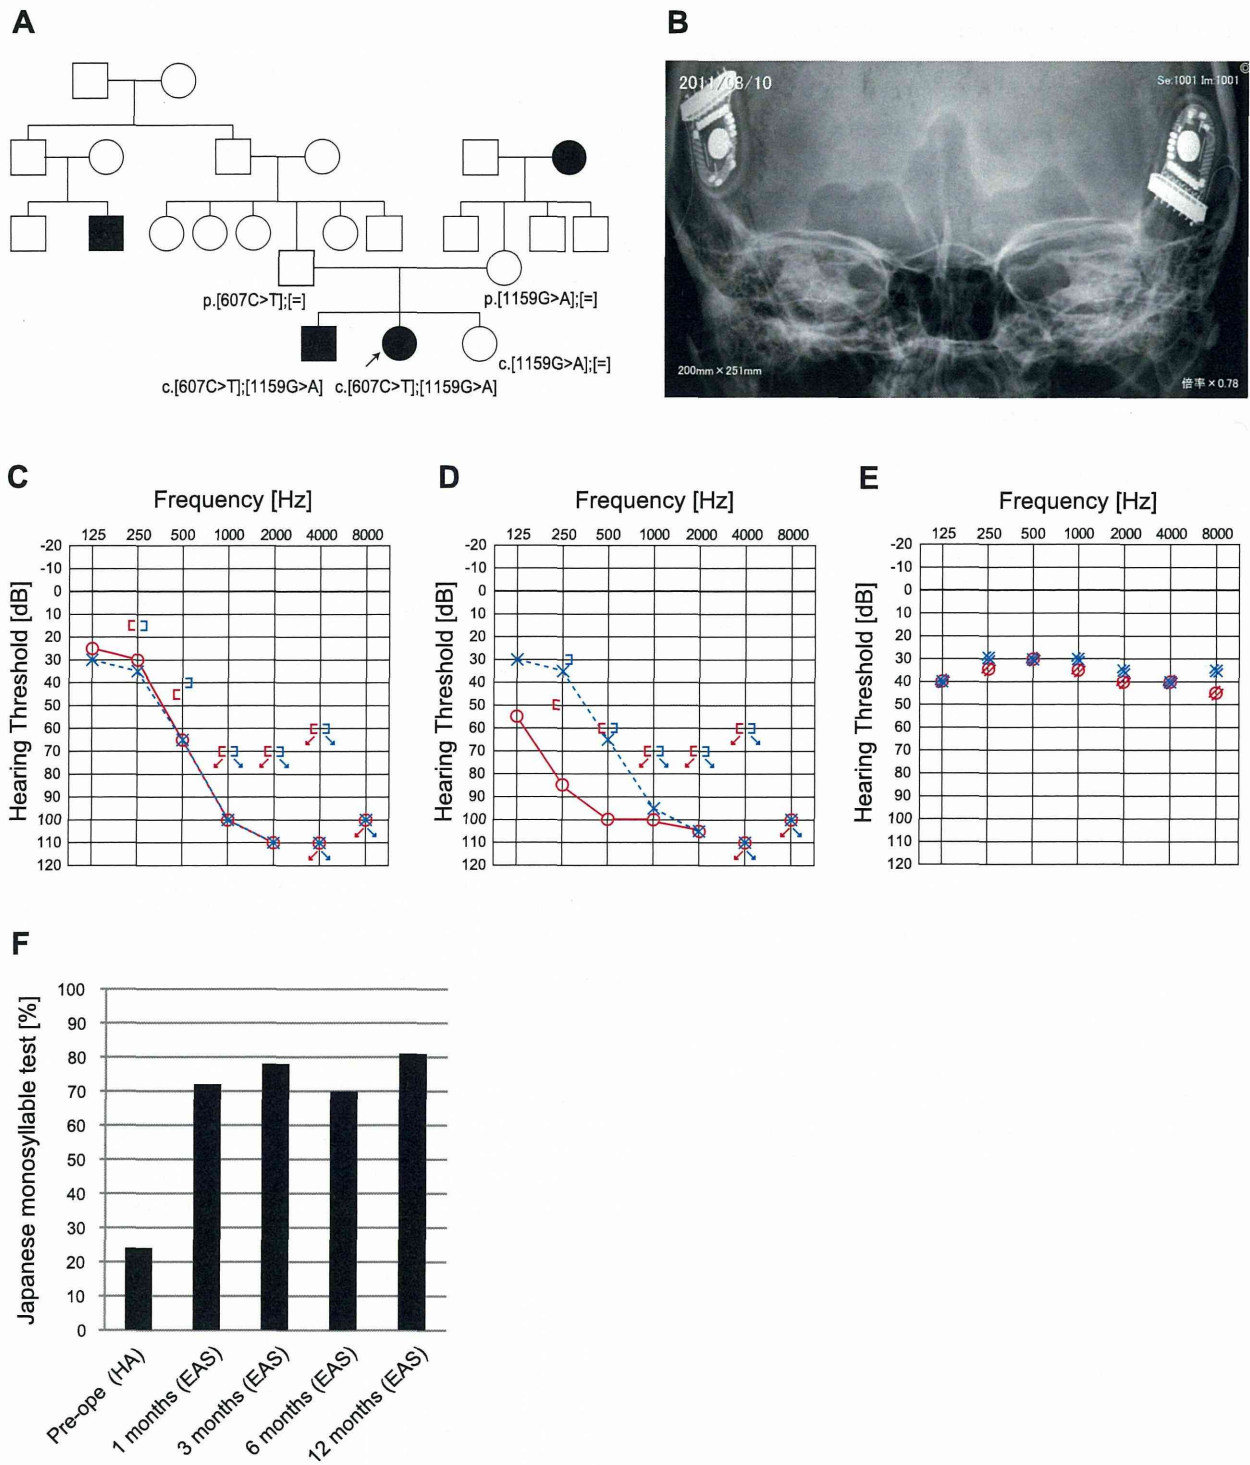 A
p.[607C>T];[=]
p.[1159G>A];[=]
c.[1159G>A];[=]
c.[607C>T];[1159G>A]
c.[607C>T];[1159G>A]
B
2011/08/10
Se:1001 Im:1001
200mm×251mm
倍率×0.78
C
Frequency [Hz]
125 250 500 1000 2000 4000 8000
Hearing Threshold [dB]
-20
-10
0
10
20
30
40
50
60
70
80
90
100
110
120
D
Frequency [Hz]
125 250 500 1000 2000 4000 8000
Hearing Threshold [dB]
-20
-10
0
10
20
30
40
50
60
70
80
90
100
110
120
E
Frequency [Hz]
125 250 500 1000 2000 4000 8000
Hearing Threshold [dB]
-20
-10
0
10
20
30
40
50
60
70
80
90
100
110
120
F
Japanese monosyllable test [%]
100
90
80
70
60
50
40
30
20
10
0
Pre-ope (HA)
1 months (EAS)
3 months (EAS)
6 months (EAS)
12 months (EAS)